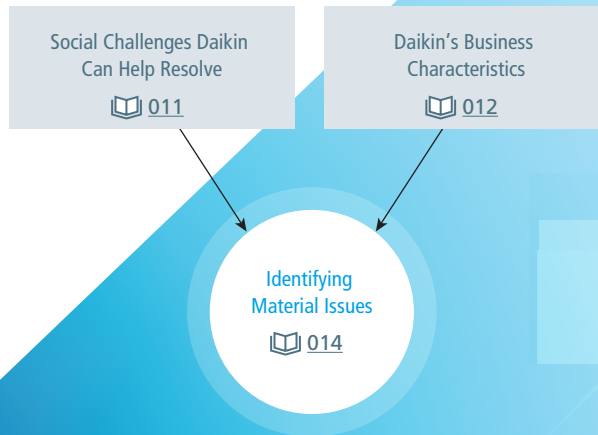 Social Challenges Daikin
Can Help Resolve
011
Daikin’s Business
Characteristics
012
Identifying
Material Issues
014